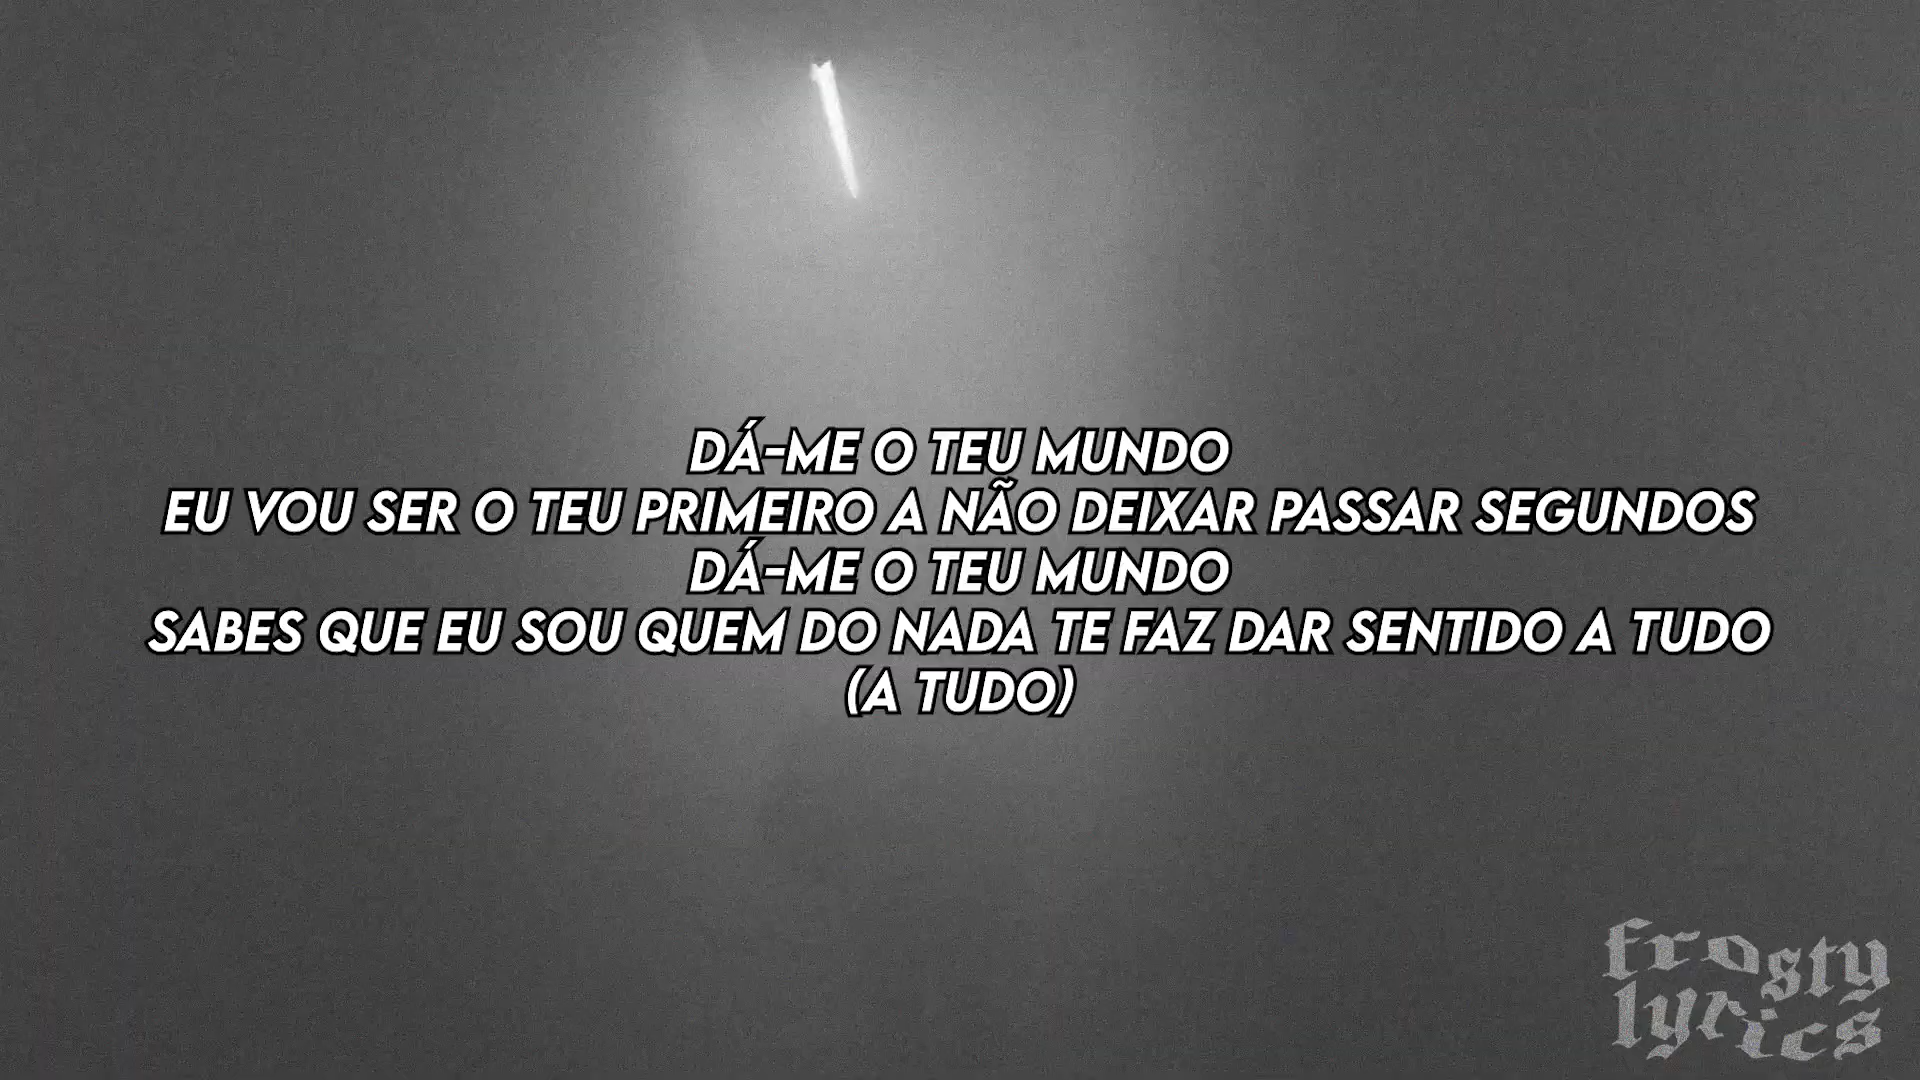 DÁ-ME O TEU MUNDO
EU VOU SER O TEU PRIMEIRO A NÃO DEIXAR PASSAR SEGUNDOS
DÁ-ME O TEU MUNDO
SABES QUE EU SOU QUEM DO NADA TE FAZ DAR SENTIDO A TUDO
(A TUDO)
frosty
lyrics